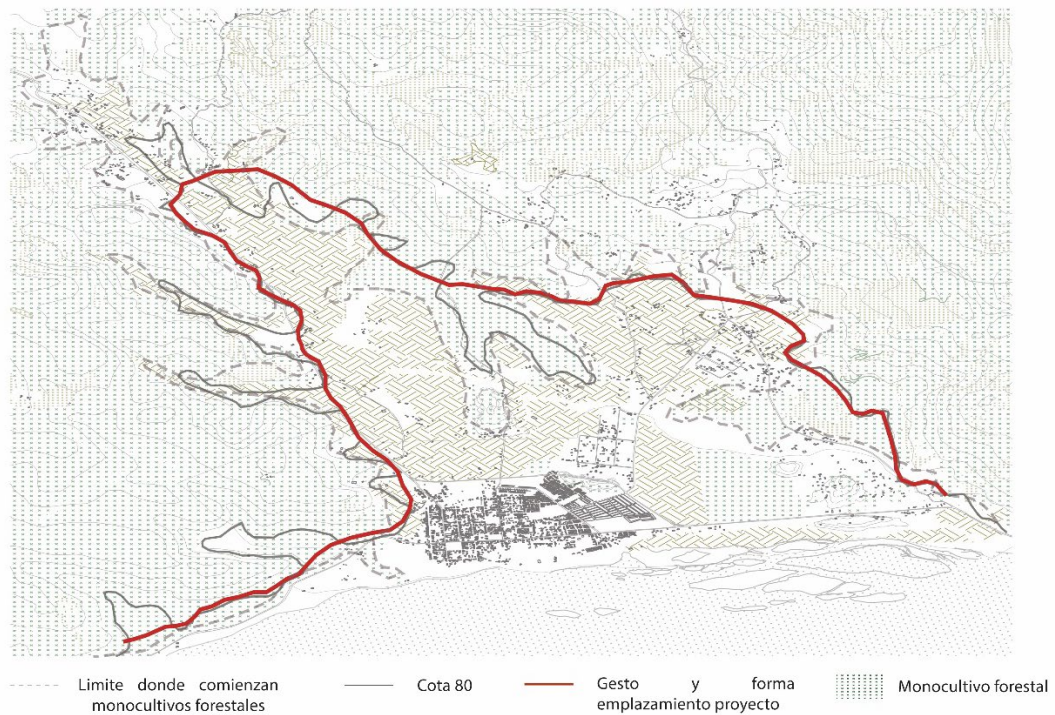 Limite donde comienzan
monocultivos forestales
Cota 80
Gesto y forma
emplazamiento proyecto
Monocultivo forestal